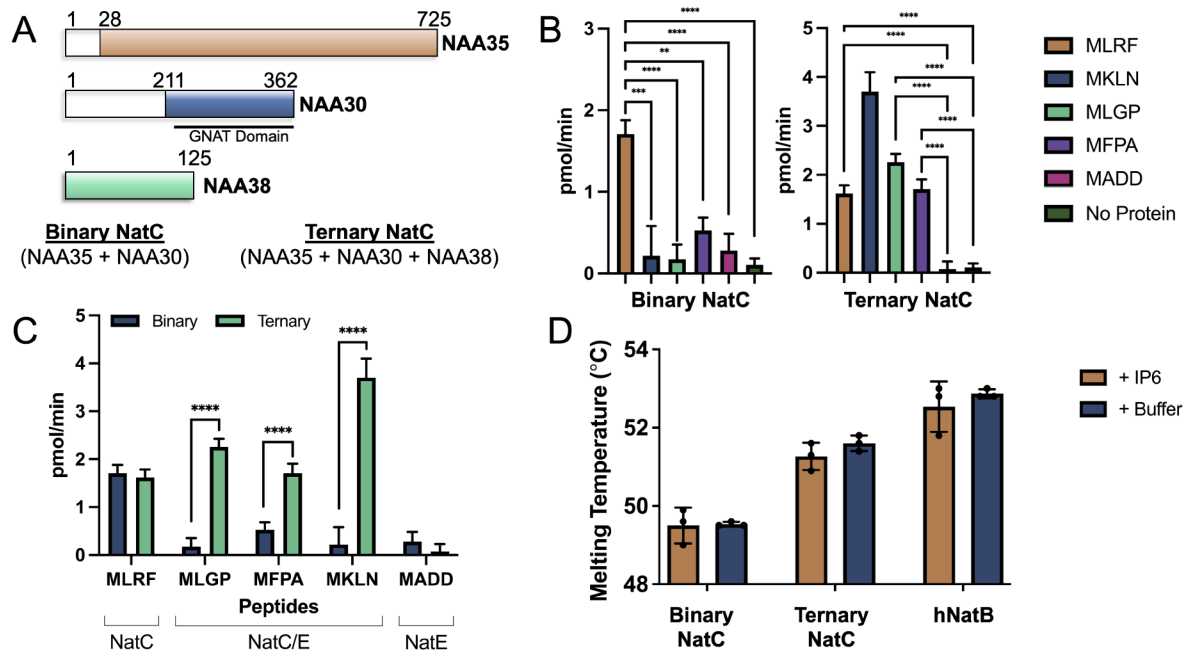 A
1 28 725
NAA35
1 211 362
NAA30
GNAT Domain
1 125
NAA38
Binary NatC
(NAA35 + NAA30)
Ternary NatC
(NAA35 + NAA30 + NAA38)
B
pmol/min
3
2
1
0
****
****
**
****
***
Binary NatC
pmol/min
5
4
3
2
1
0
****
****
****
****
****
****
Ternary NatC
MLRF
MKLN
MLGP
MFPA
MADD
No Protein
C
Binary Ternary
pmol/min
5
4
3
2
1
0
****
****
****
MLRF MLGP MFPA MKLN MADD
Peptides
NatC NatC/E NatE
D
Melting Temperature (°C)
54
52
50
48
Binary
NatC
Ternary
NatC
hNatB
+ IP6
+ Buffer